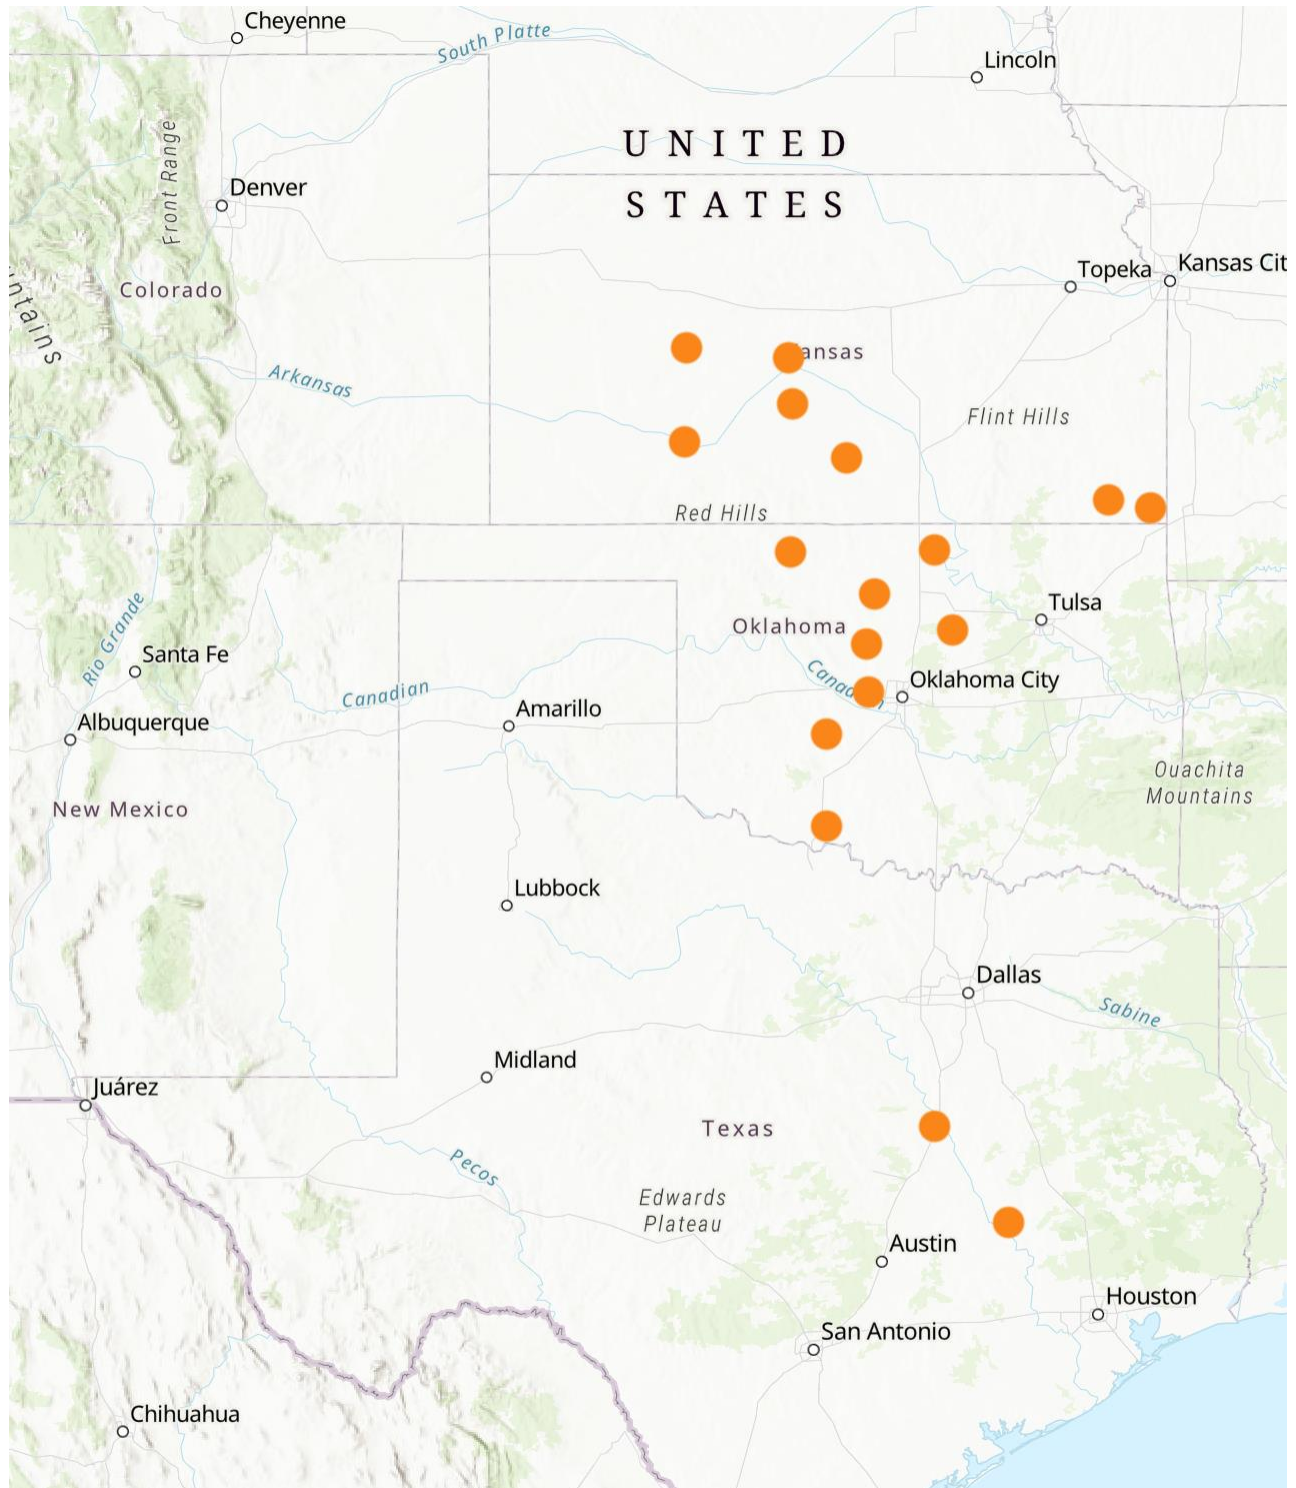 Cheyenne
South Platte
Lincoln
UNITED
STATES
Front Range
Denver
Topeka
Kansas Cit
Colorado
untains
ansas
Arkansas
Flint Hills
Red Hills
Rio Grande
Tulsa
Oklahoma
Santa Fe
Canadian
Oklahoma City
Canad
Amarillo
Albuquerque
Ouachita
Mountains
New Mexico
Lubbock
Dallas
Sabine
Midland
Juárez
Texas
Pecos
Edwards
Plateau
Austin
Houston
San Antonio
Chihuahua